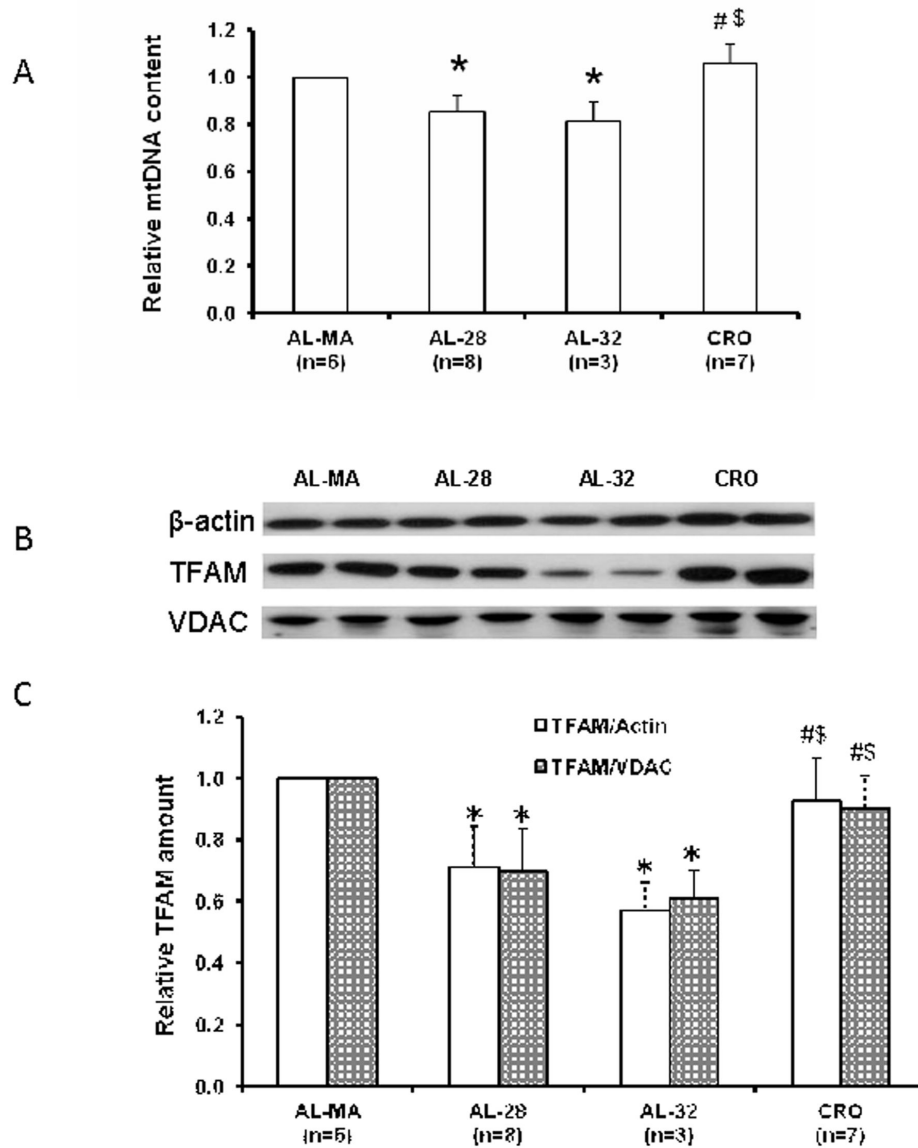 A
Relative mtDNA content
1.2
1.0
0.8
0.6
0.4
0.2
0.0
*
*
#$
AL-MA
(n=6)
AL-28
(n=8)
AL-32
(n=3)
CRO
(n=7)
B
AL-MA AL-28 AL-32 CRO
β-actin
TFAM
VDAC
C
Relative TFAM amount
1.2
1.0
0.8
0.6
0.4
0.2
0.0
TFAM/Actin
TFAM/VDAC
*
*
*
*
#$
#$
AL-MA
(n=5)
AL-28
(n=8)
AL-32
(n=3)
CRO
(n=7)